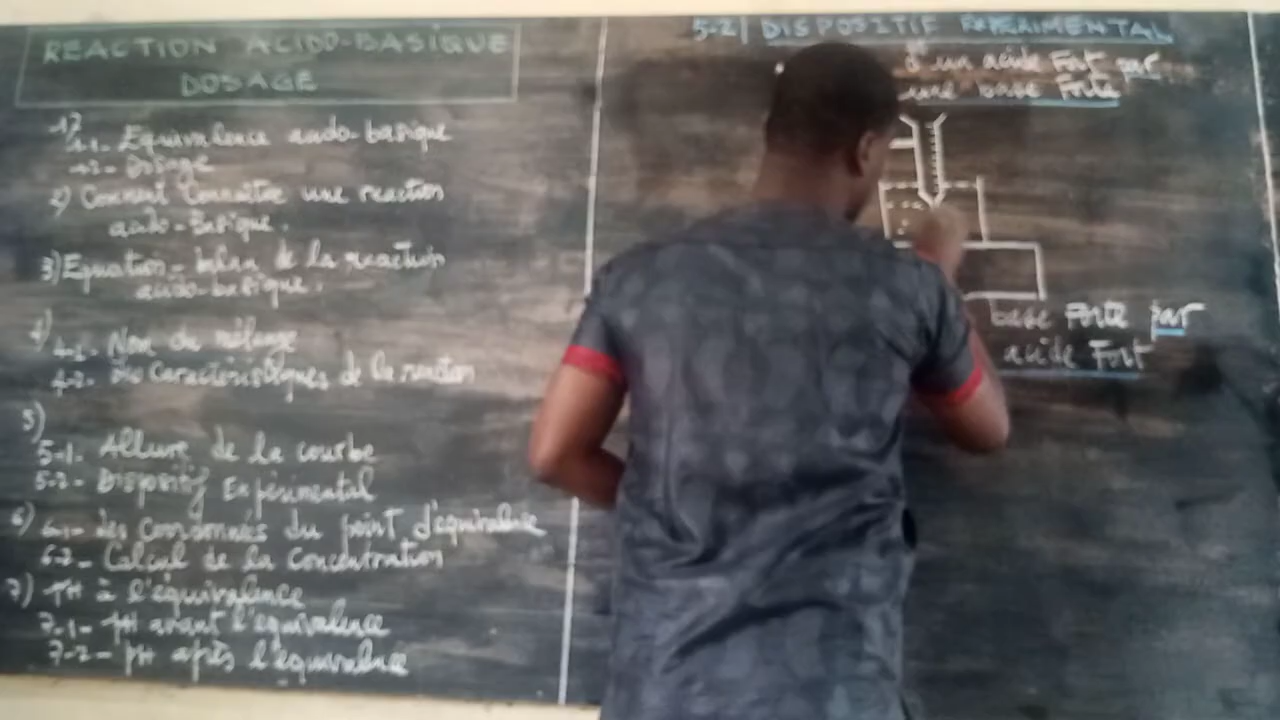 REACTION ACIDO-BASIQUE
DOSAGE
1)
1.1- Equivalence acido-basique
1.2- Dosage
2) Comment Connaître une reaction
acido-basique.
3) Equation-bilan de la reaction
acido-basique.
4)
4.1- Nom du mélange
4.2- Les Caractéristiques de la reaction
5)
5-1- Allure de la courbe
5-2- Dispositif Expérimental
6) 6.1- Les Coordonnées du point d'équivalence
6-2- Calcul de la Concentration
7) PH à l'équivalence
7-1- PH avant l'équivalence
7-2- PH après l'équivalence
5-2) DISPOSITIF EXPERIMENTAL
d'un acide Fort par
une base Forte
base Forte par
acide Fort